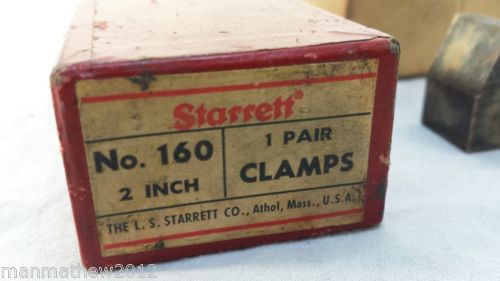 Starrett®
No. 160
2 INCH
1 PAIR
CLAMPS
THE L. S. STARRETT CO., Athol, Mass., U.S.A.
manmathew2012